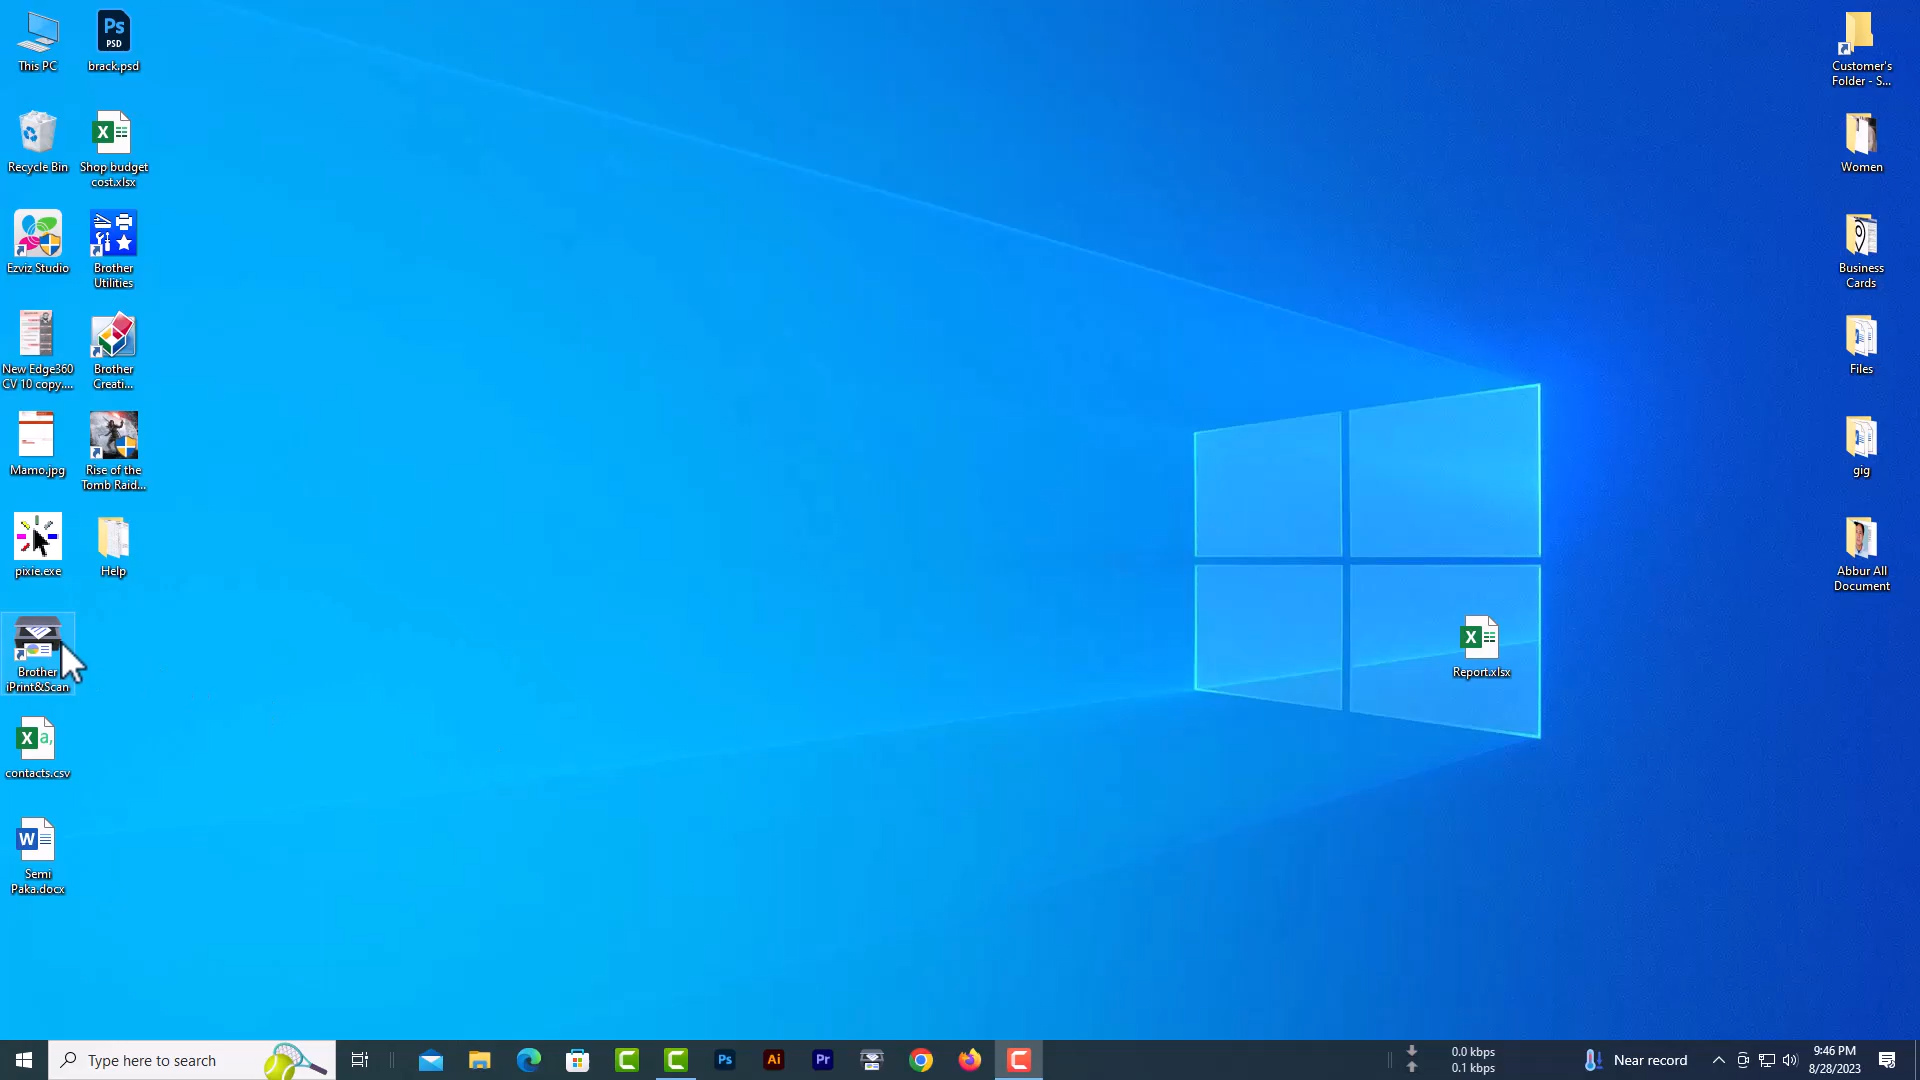 This PC
Ps
PSD
brack.psd
Recycle Bin
X
Shop budget
cost.xlsx
Ezviz Studio
Brother
Utilities
New Edge360
CV 10 copy....
Brother
Creati...
Mamo.jpg
Rise of the
Tomb Raid...
pixie.exe
Help
Brother
iPrint&Scan
X a,
contacts.csv
W
Semi
Paka.docx
Customer's
Folder - S...
Women
Business
Cards
Files
gig
Abbur All
Document
X
Report.xlsx
Type here to search
Ps
Ai
Pr
0.0 kbps
0.1 kbps
Near record
9:46 PM
8/28/2023